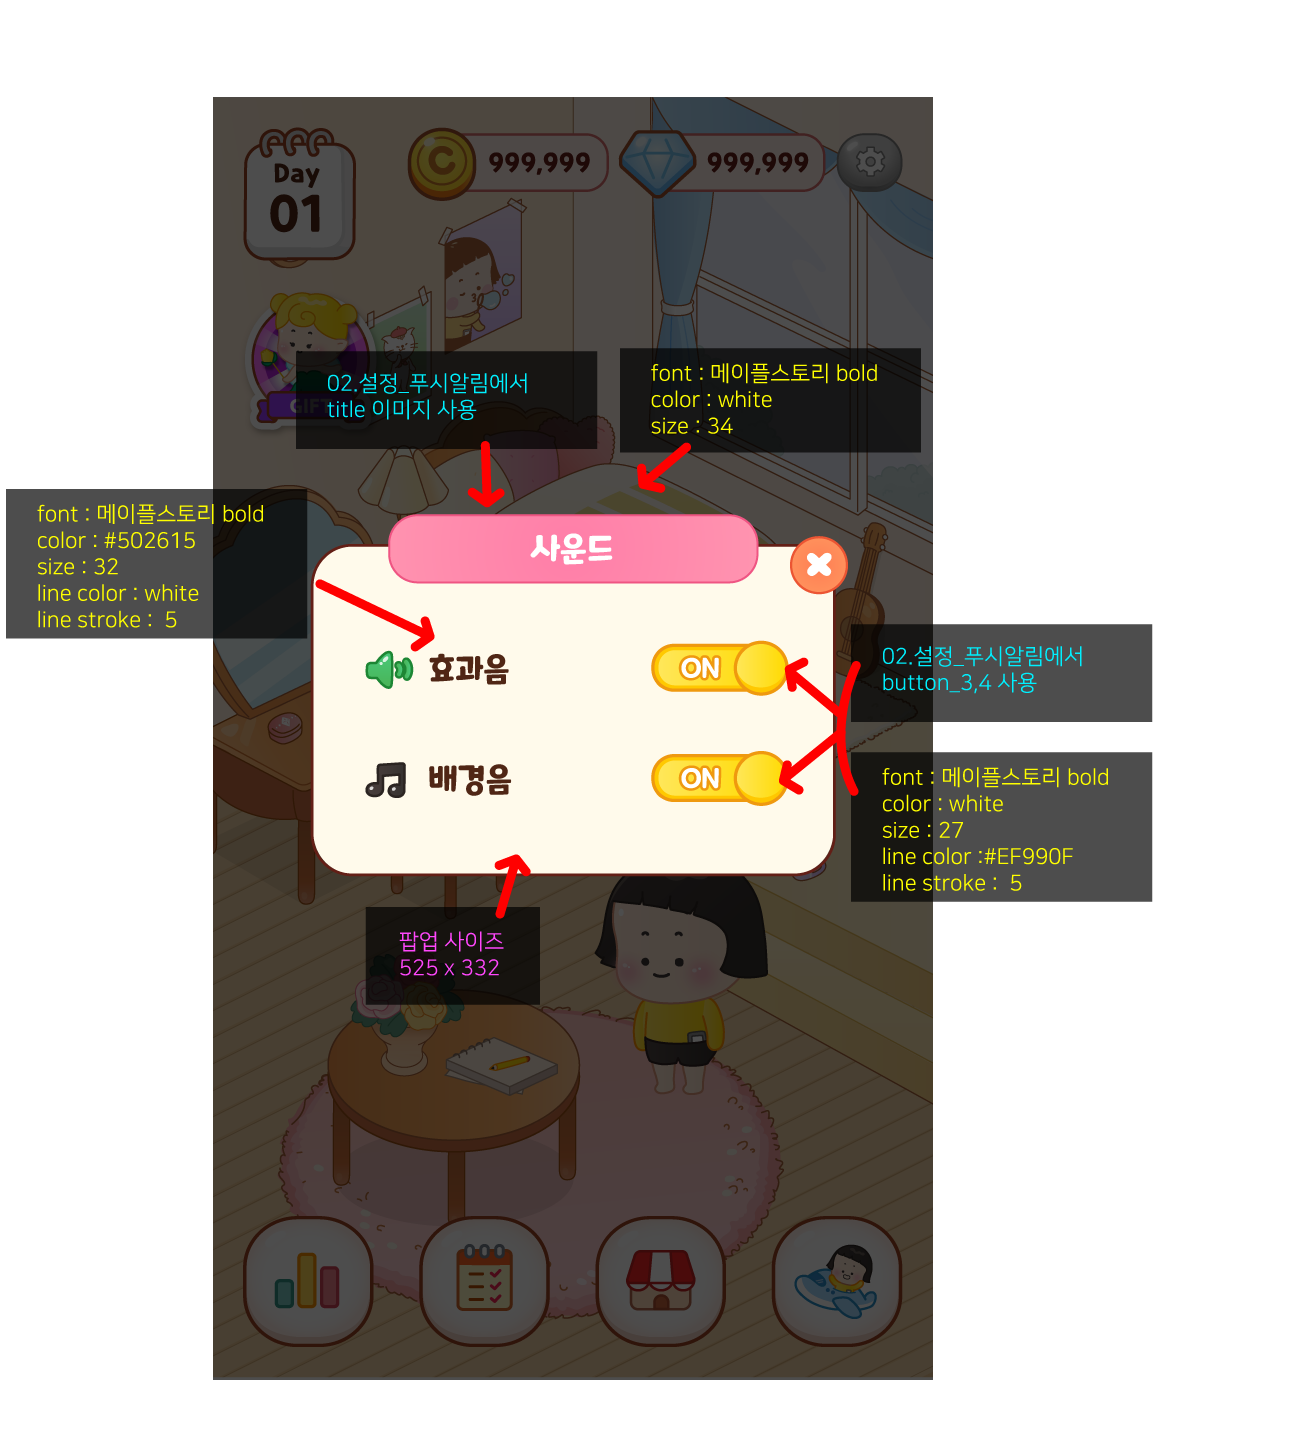 Day
01
999,999
999,999
GIFT
02.설정_푸시알림에서
title 이미지 사용
font : 메이플스토리 bold
color : white
size : 34
font : 메이플스토리 bold
color : #502615
size : 32
line color : white
line stroke :  5
사운드
효과음
ON
배경음
ON
02.설정_푸시알림에서
button_3,4 사용
font : 메이플스토리 bold
color : white
size : 27
line color :#EF990F
line stroke :  5
팝업 사이즈
525 x 332